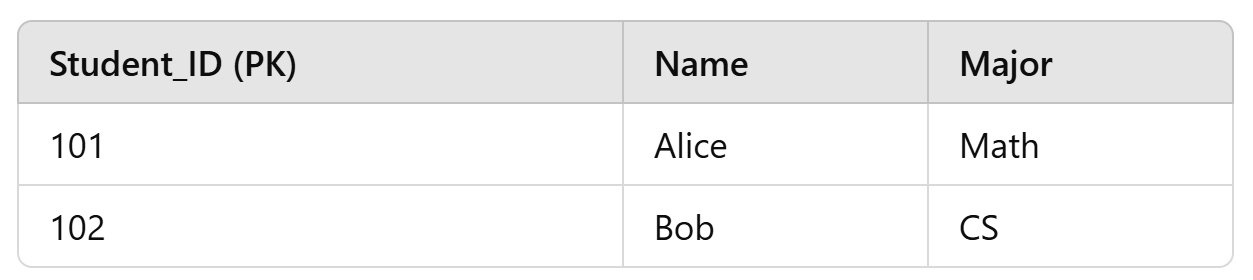 Student_ID (PK) Name Major
101 Alice Math
102 Bob CS